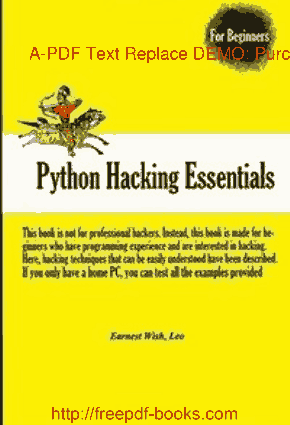 For Beginners
A-PDF Text Replace DEMO: Purc
Python Hacking Essentials
This book is not for professional hackers. Instead, this book is made for be-
ginners who have programming experience and are interested in hacking.
Here, hacking techniques that can be easily understood have been described.
If you only have a home PC, you can test all the examples provided
Earnest Wish, Leo
http://freepdf-books.com